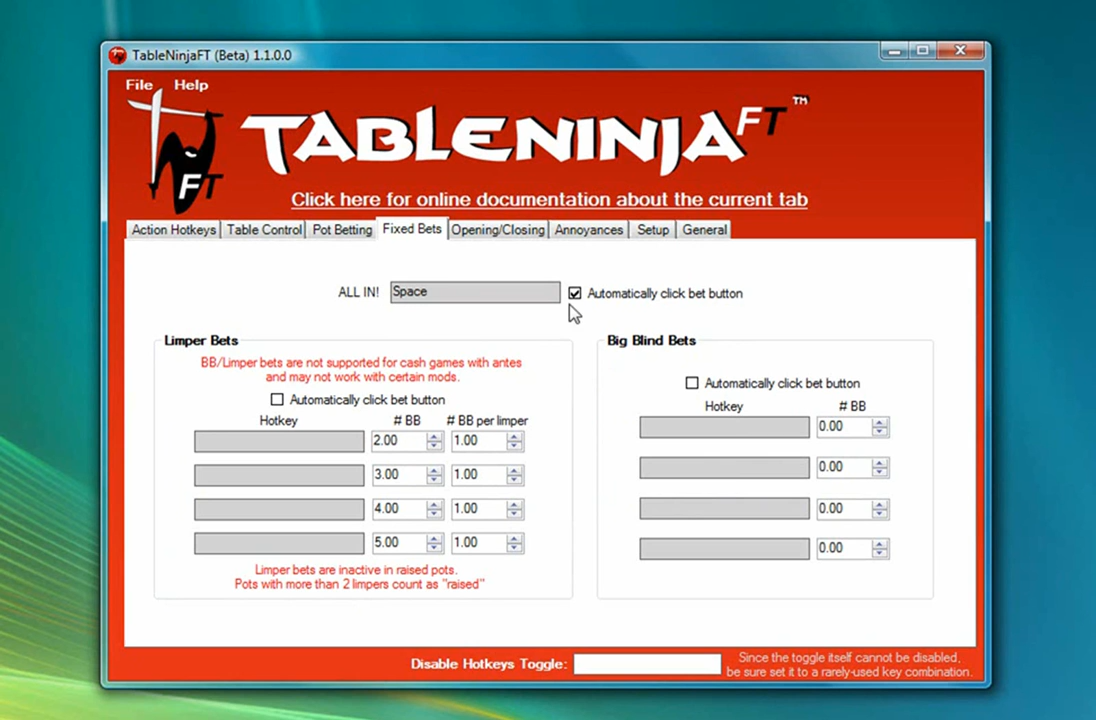 TableNinjaFT (Beta) 1.1.0.0
File Help
TABLENINJAFT ™
FT
Click here for online documentation about the current tab
Action Hotkeys Table Control Pot Betting Fixed Bets Opening/Closing Annoyances Setup General
ALL IN! Space Automatically click bet button
Limper Bets
BB/Limper bets are not supported for cash games with antes
and may not work with certain mods.
Automatically click bet button
Hotkey # BB # BB per limper
2.00 1.00
3.00 1.00
4.00 1.00
5.00 1.00
Limper bets are inactive in raised pots.
Pots with more than 2 limpers count as "raised"
Big Blind Bets
Automatically click bet button
Hotkey # BB
0.00
0.00
0.00
0.00
Disable Hotkeys Toggle:
Since the toggle itself cannot be disabled,
be sure set it to a rarely-used key combination.